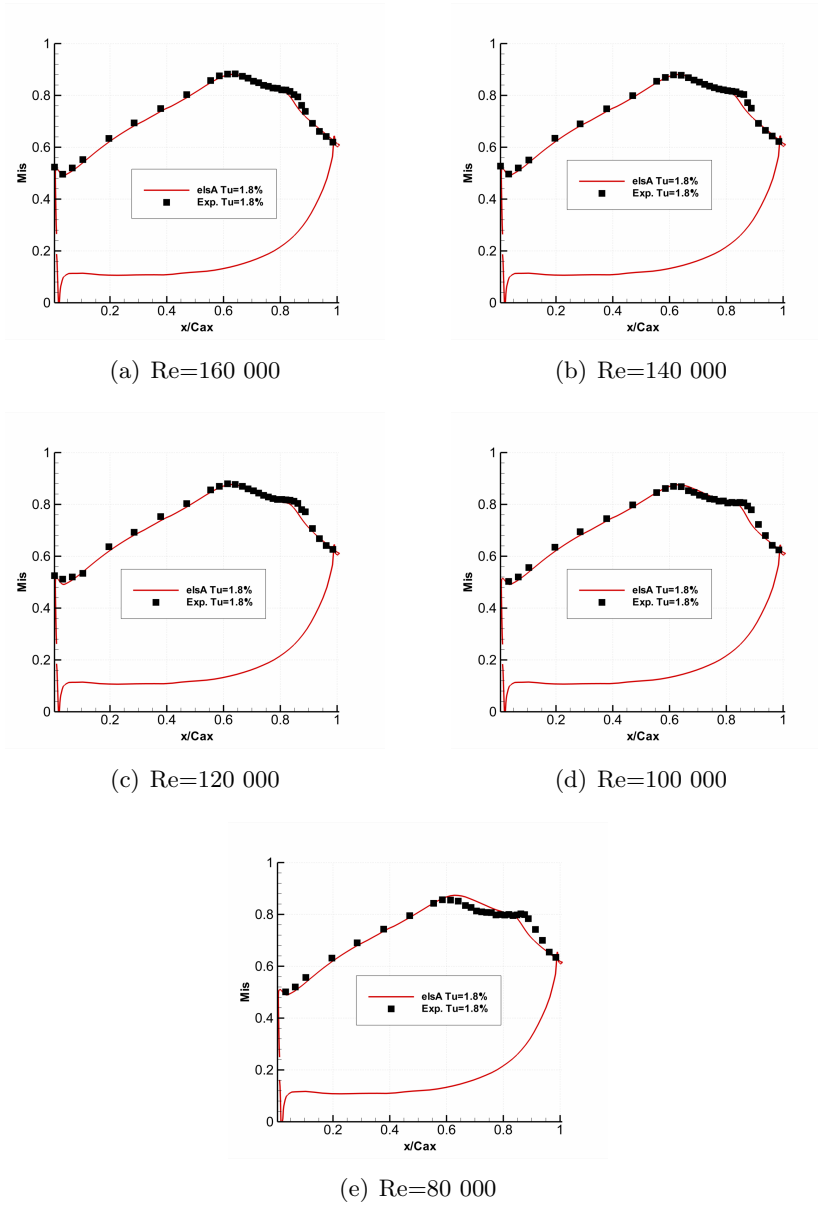 1
0.8
0.6
0.4
0.2
0
Mis
elsA Tu=1.8%
Exp. Tu=1.8%
0.2 0.4 0.6 0.8 1
x/Cax
(a) Re=160 000
1
0.8
0.6
0.4
0.2
0
Mis
elsA Tu=1.8%
Exp. Tu=1.8%
0.2 0.4 0.6 0.8 1
x/Cax
(b) Re=140 000
1
0.8
0.6
0.4
0.2
0
Mis
elsA Tu=1.8%
Exp. Tu=1.8%
0.2 0.4 0.6 0.8 1
x/Cax
(c) Re=120 000
1
0.8
0.6
0.4
0.2
0
Mis
elsA Tu=1.8%
Exp. Tu=1.8%
0.2 0.4 0.6 0.8 1
x/Cax
(d) Re=100 000
1
0.8
0.6
0.4
0.2
0
Mis
elsA Tu=1.8%
Exp. Tu=1.8%
0.2 0.4 0.6 0.8 1
x/Cax
(e) Re=80 000